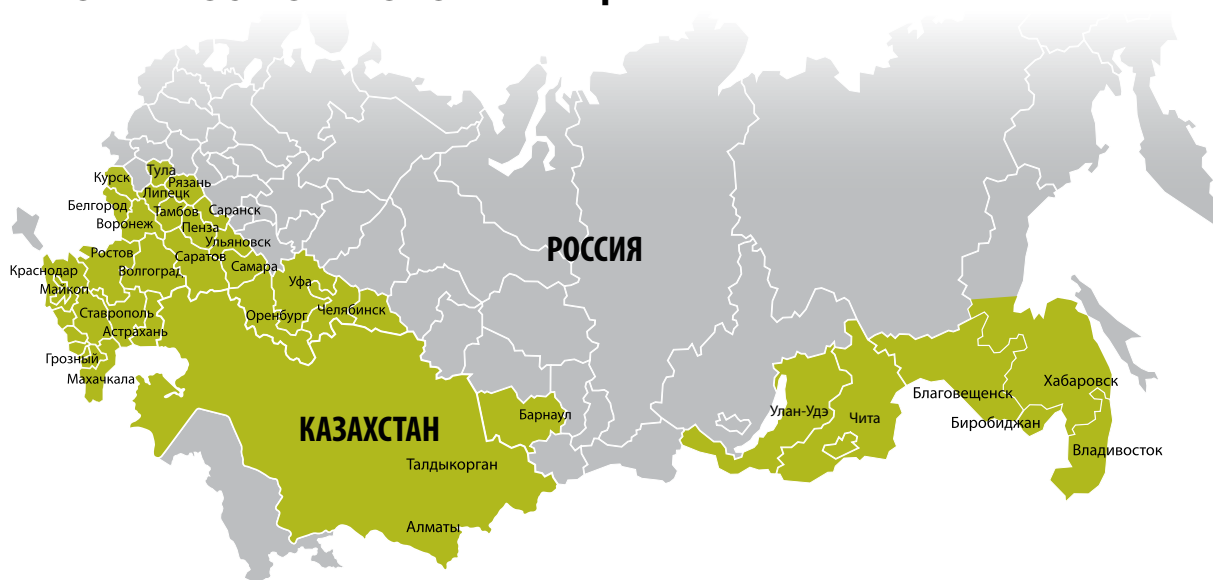 Тула
Курск
Рязань
Липецк
Белгород
Тамбов
Саранск
Воронеж
Пенза
Ульяновск
Ростов
Саратов
Самара
Краснодар
Волгоград
Уфа
Майкоп
Ставрополь
Оренбург
Челябинск
Астрахань
Грозный
Махачкала
РОССИЯ
КАЗАХСТАН
Барнаул
Талдыкорган
Алматы
Улан-Удэ
Чита
Благовещенск
Хабаровск
Биробиджан
Владивосток